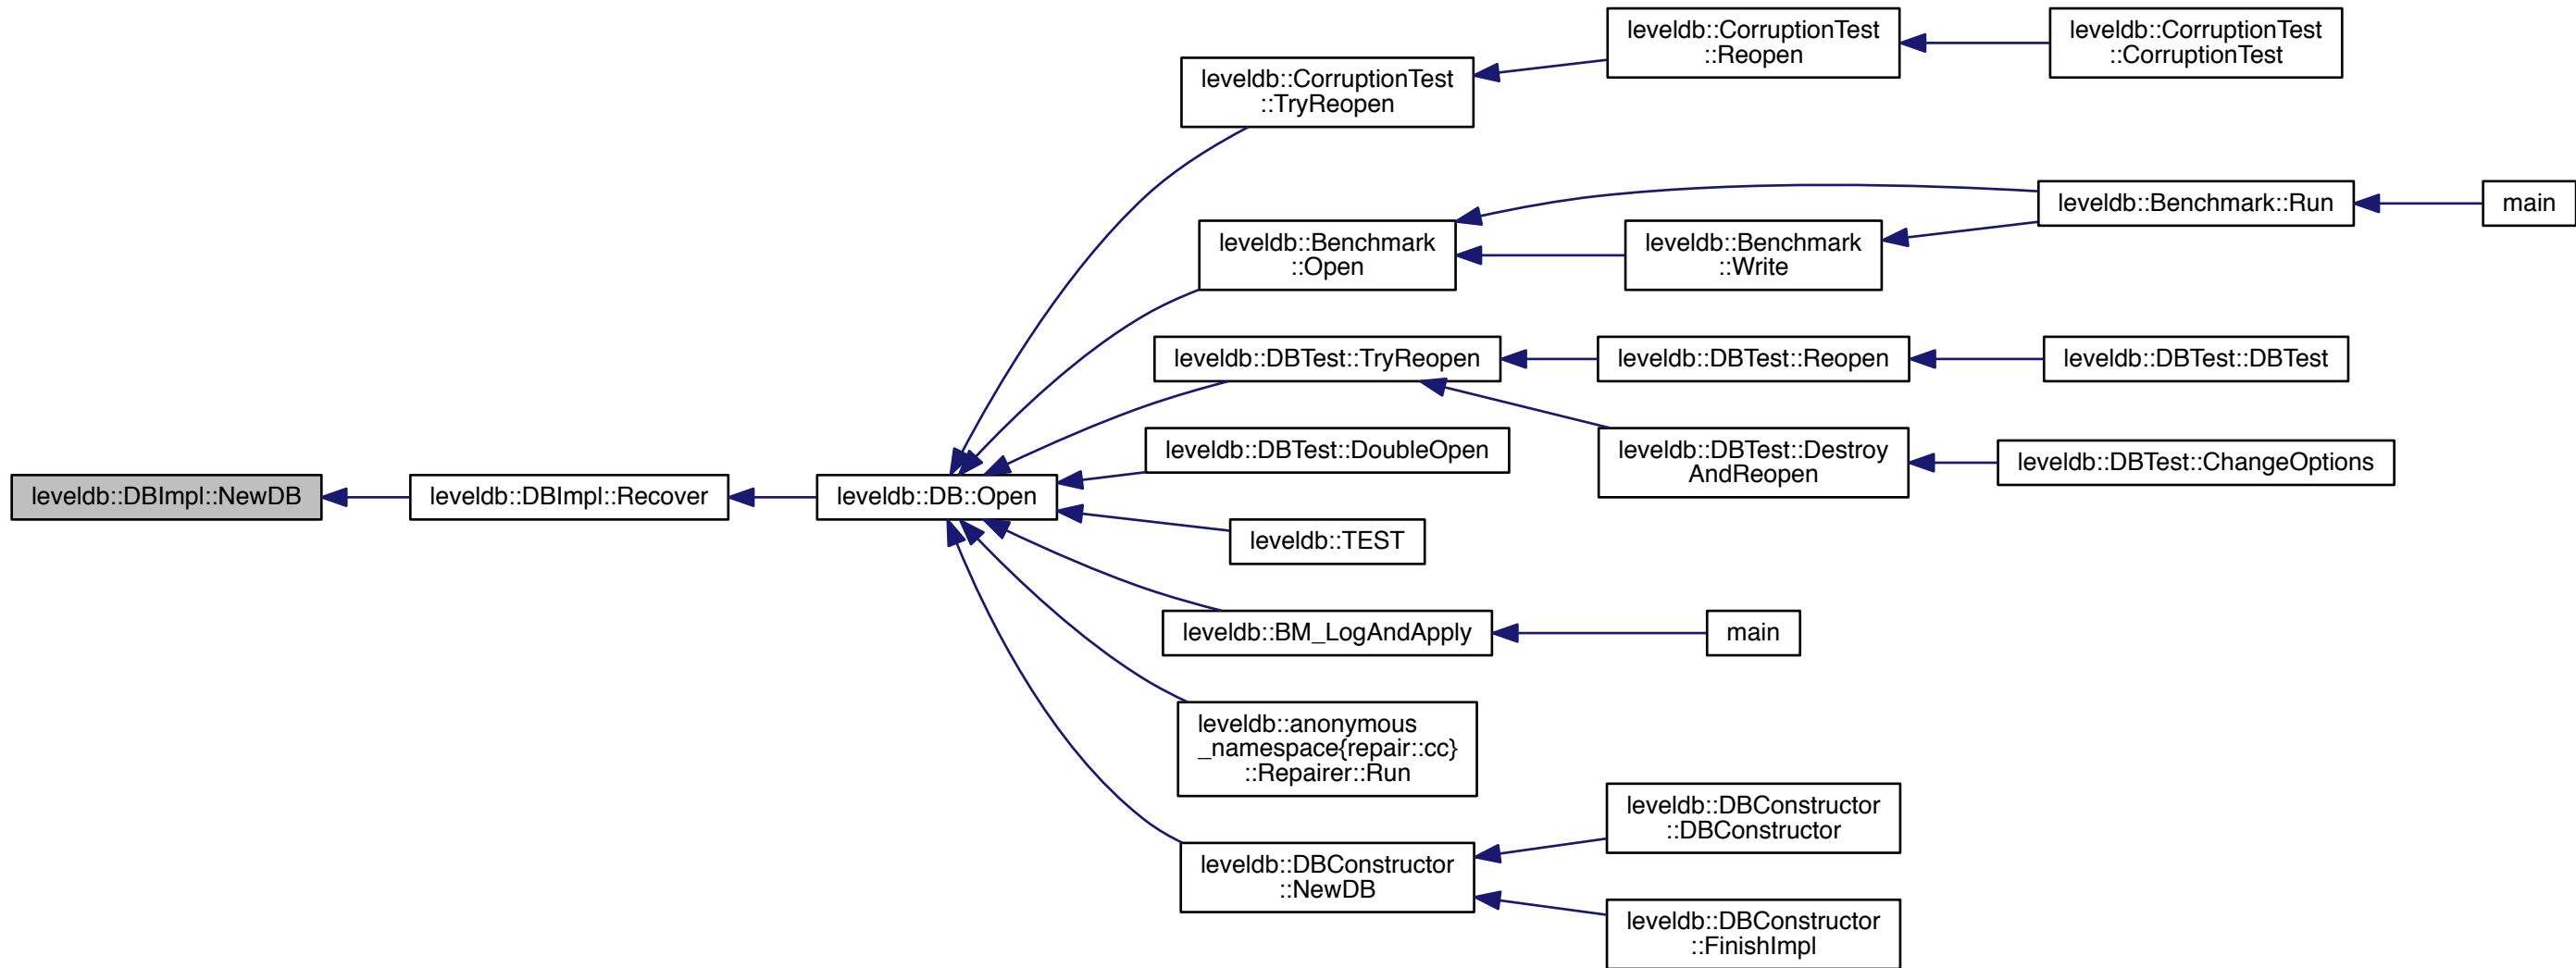 leveldb::DBImpl::NewDB
leveldb::DBImpl::Recover
leveldb::DB::Open
leveldb::CorruptionTest
::TryReopen
leveldb::CorruptionTest
::Reopen
leveldb::CorruptionTest
::CorruptionTest
leveldb::Benchmark
::Open
leveldb::Benchmark
::Write
leveldb::Benchmark::Run
main
leveldb::DBTest::TryReopen
leveldb::DBTest::Reopen
leveldb::DBTest::DBTest
leveldb::DBTest::Destroy
AndReopen
leveldb::DBTest::ChangeOptions
leveldb::DBTest::DoubleOpen
leveldb::TEST
leveldb::BM_LogAndApply
main
leveldb::anonymous
_namespace{repair::cc}
::Repairer::Run
leveldb::DBConstructor
::NewDB
leveldb::DBConstructor
::DBConstructor
leveldb::DBConstructor
::FinishImpl